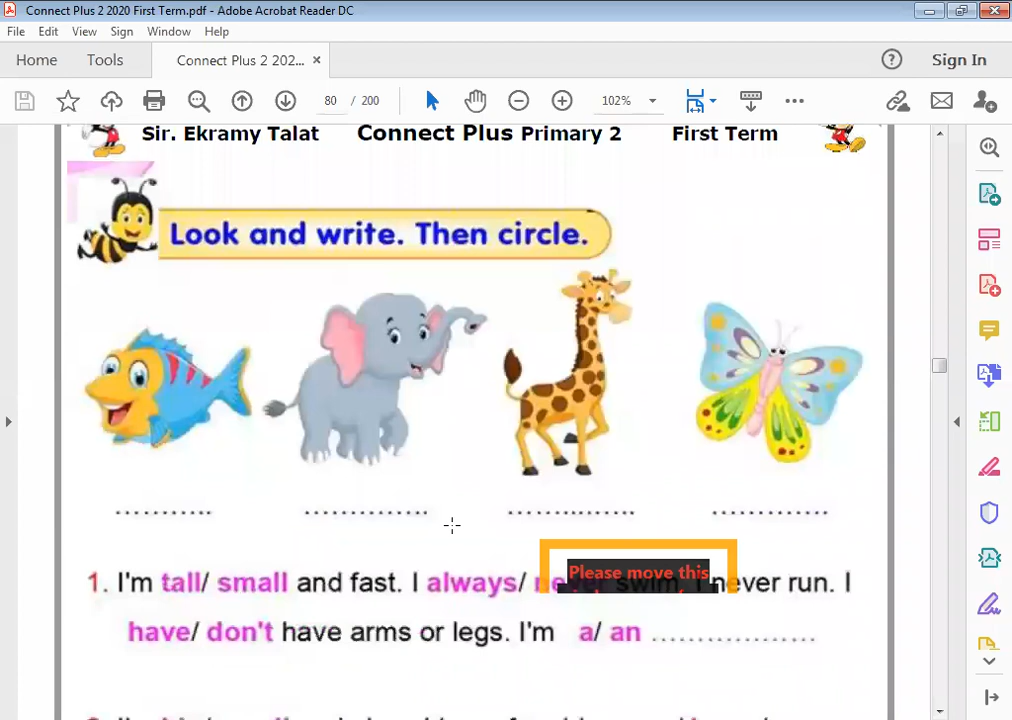 Connect Plus 2 2020 First Term.pdf - Adobe Acrobat Reader DC
File Edit View Sign Window Help
Home Tools Connect Plus 2 202... × Sign In
80 / 200 102%
Sir. Ekramy Talat Connect Plus Primary 2 First Term
Look and write. Then circle.
........... ............. .............. .............
1. I'm tall/ small and fast. I always/ never swim. I never run. I
Please move this
have/ don't have arms or legs. I'm a/ an ..................